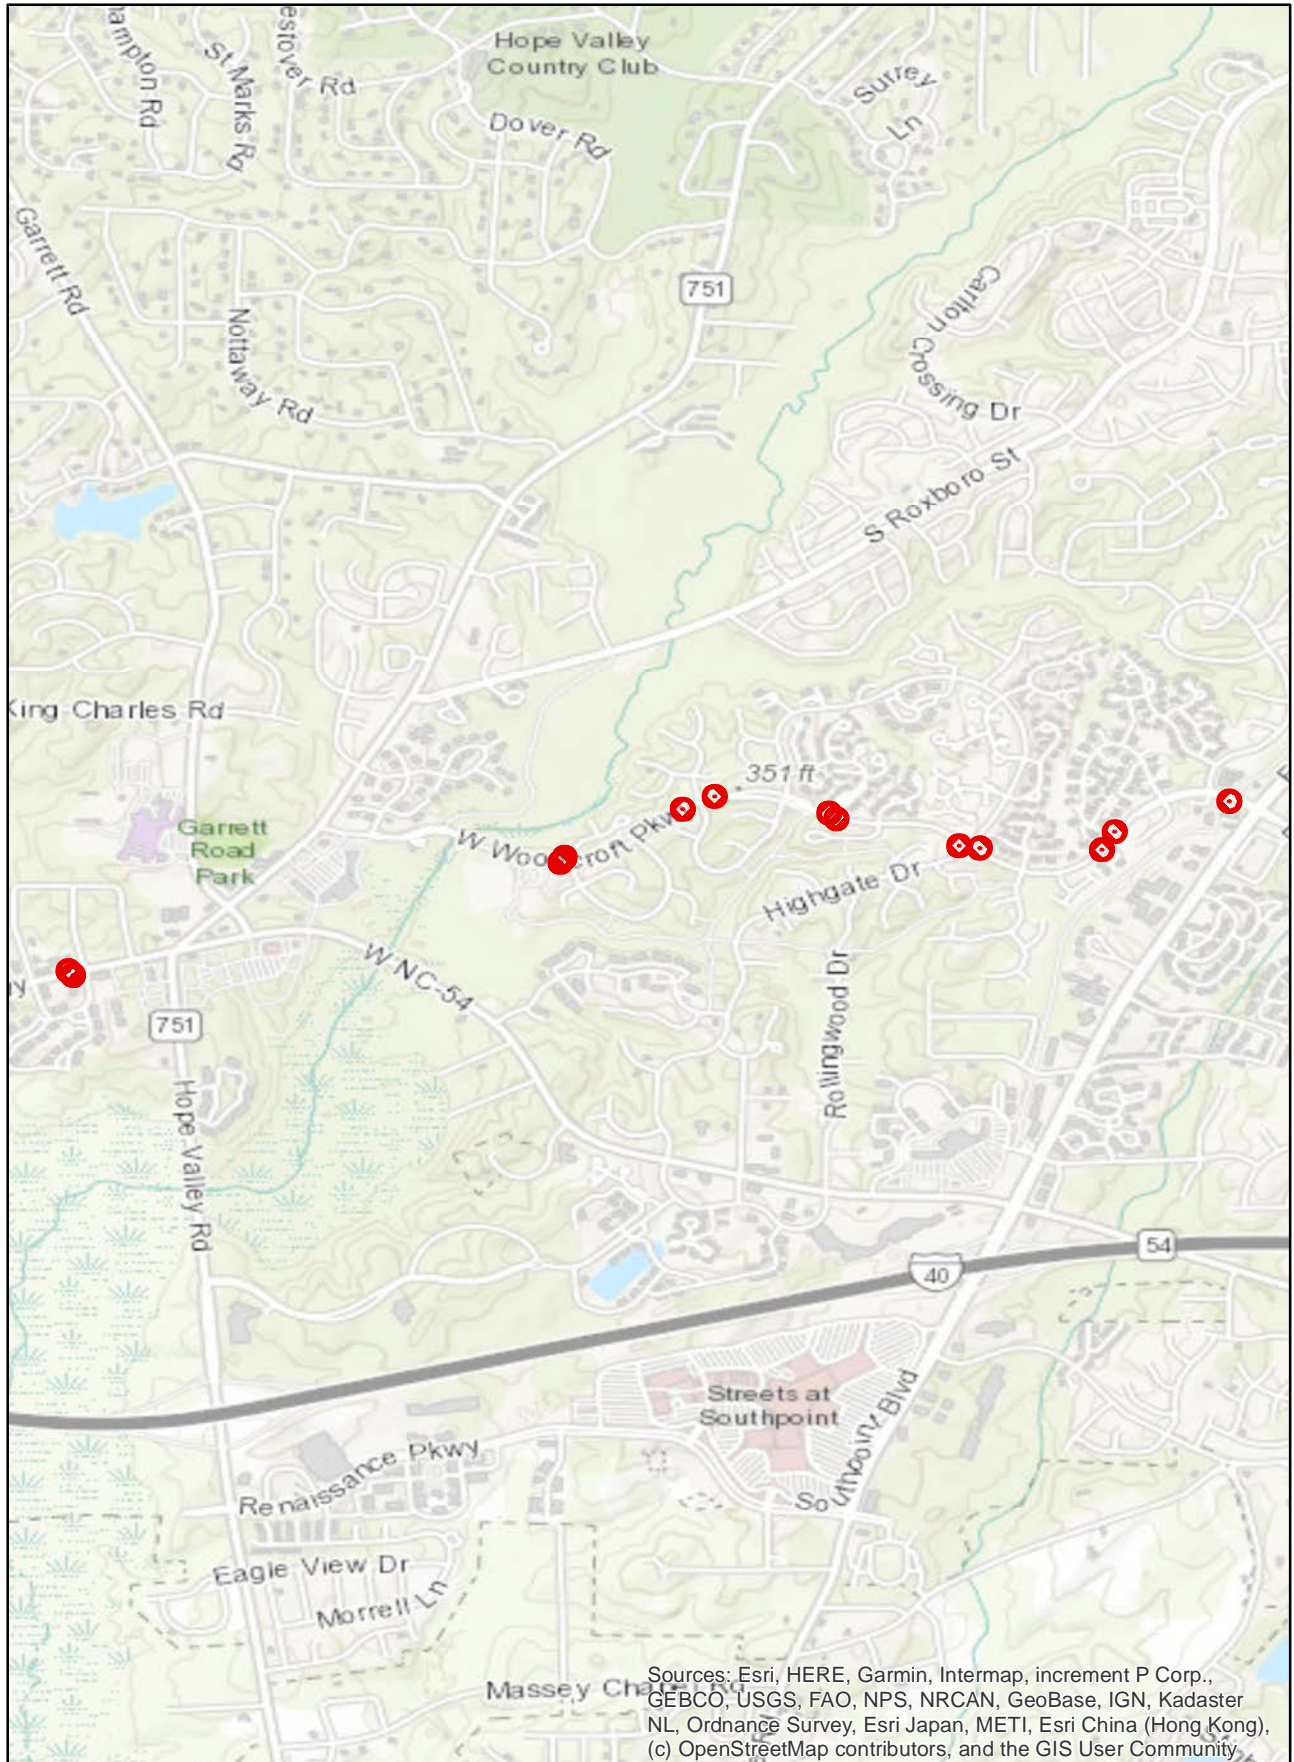 Hope Valley
Country Club
St Marks Rd
Rd
Surrey
Ln
Dover Rd
Garrett Rd
751
Nottaway Rd
Carlton Crossing Dr
S Roxboro St
King Charles Rd
351 ft
Garrett
Road
Park
W Woodcroft Pkwy
Highgate Dr
W NC-54
Rollingwood Dr
751
Hope Valley Rd
54
40
Streets at
Southpoint
Southpoint Blvd
Renaissance Pkwy
Eagle View Dr
Morrell Ln
Massey Chapel Rd
Sources: Esri, HERE, Garmin, Intermap, increment P Corp.,
GEBCO, USGS, FAO, NPS, NRCAN, GeoBase, IGN, Kadaster
NL, Ordnance Survey, Esri Japan, METI, Esri China (Hong Kong),
(c) OpenStreetMap contributors, and the GIS User Community